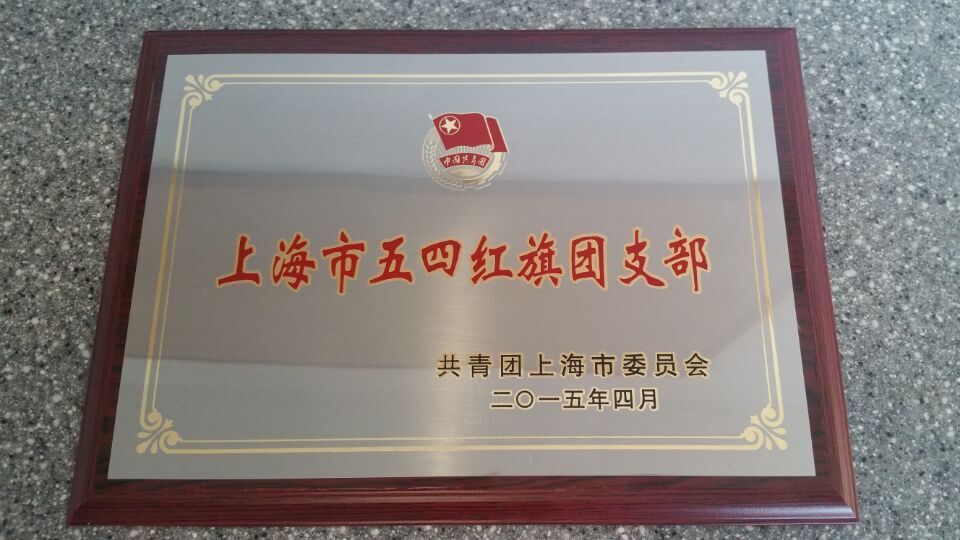 中国共青团
上海市五四红旗团支部
共青团上海市委员会
二〇一五年四月